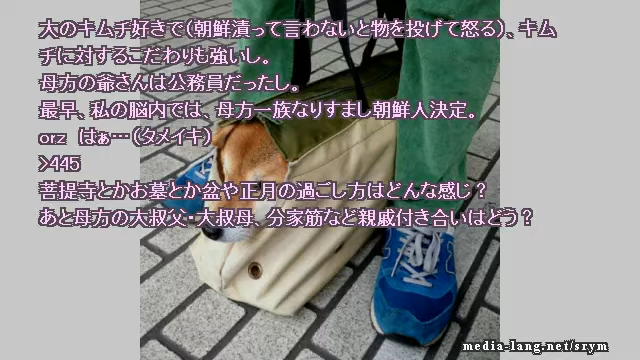 大のキムチ好きで（朝鮮漬って言わないと物を投げて怒る）、キム
チに対するこだわりも強いし。
母方の爺さんは公務員だったし。
最早、私の脳内では、母方一族なりすまし朝鮮人決定。
orz　はぁ…（タメイキ）
>445
菩提寺とかお墓とか盆や正月の過ごし方はどんな感じ？
あと母方の大叔父・大叔母、分家筋など親戚付き合いはどう？
media-lang.net/srym